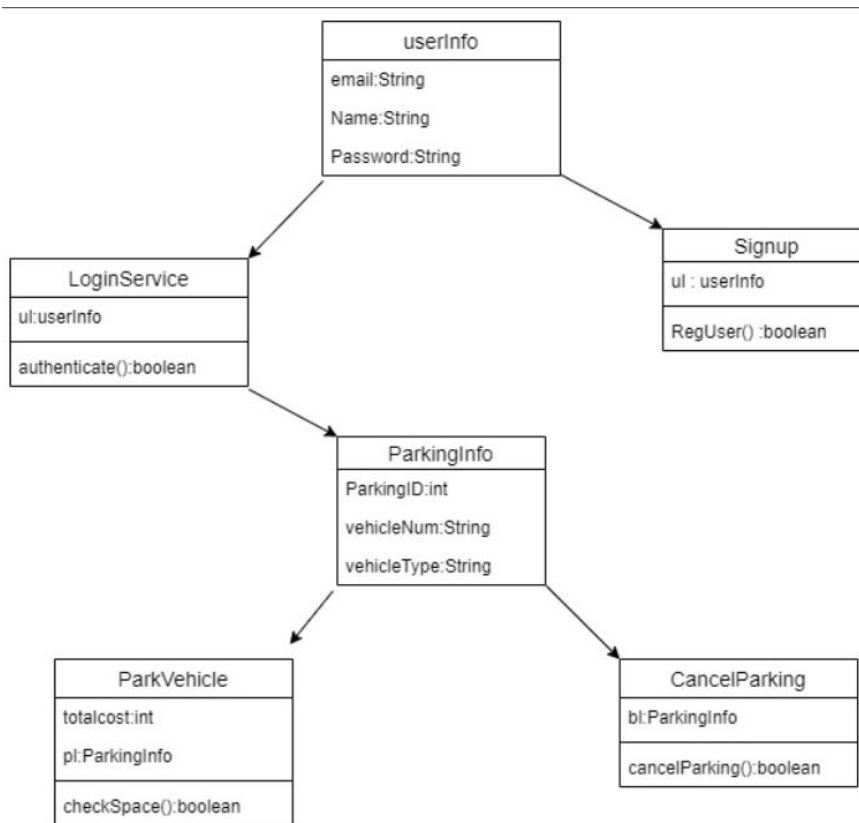 userInfo
email:String
Name:String
Password:String
LoginService
ul:userInfo
authenticate():boolean
Signup
ul : userInfo
RegUser() :boolean
ParkingInfo
ParkingID:int
vehicleNum:String
vehicleType:String
ParkVehicle
totalcost:int
pl:ParkingInfo
checkSpace():boolean
CancelParking
bl:ParkingInfo
cancelParking():boolean